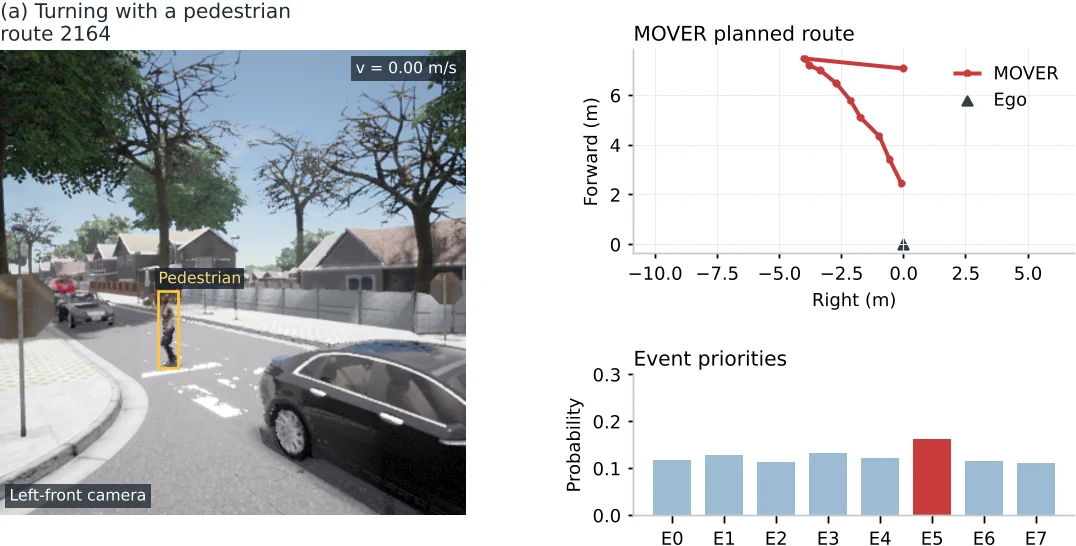 (a) Turning with a pedestrian
route 2164
v = 0.00 m/s
Pedestrian
Left-front camera
MOVER planned route
MOVER
Ego
Forward (m)
6
4
2
0
−10.0 −7.5 −5.0 −2.5 0.0 2.5 5.0
Right (m)
Event priorities
Probability
0.3
0.2
0.1
0.0
E0 E1 E2 E3 E4 E5 E6 E7